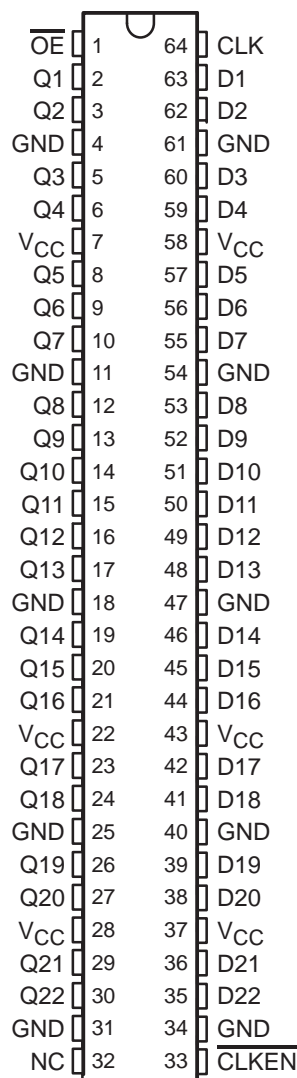 OE 1 64 CLK
Q1 2 63 D1
Q2 3 62 D2
GND 4 61 GND
Q3 5 60 D3
Q4 6 59 D4
VCC 7 58 VCC
Q5 8 57 D5
Q6 9 56 D6
Q7 10 55 D7
GND 11 54 GND
Q8 12 53 D8
Q9 13 52 D9
Q10 14 51 D10
Q11 15 50 D11
Q12 16 49 D12
Q13 17 48 D13
GND 18 47 GND
Q14 19 46 D14
Q15 20 45 D15
Q16 21 44 D16
VCC 22 43 VCC
Q17 23 42 D17
Q18 24 41 D18
GND 25 40 GND
Q19 26 39 D19
Q20 27 38 D20
VCC 28 37 VCC
Q21 29 36 D21
Q22 30 35 D22
GND 31 34 GND
NC 32 33 CLKEN